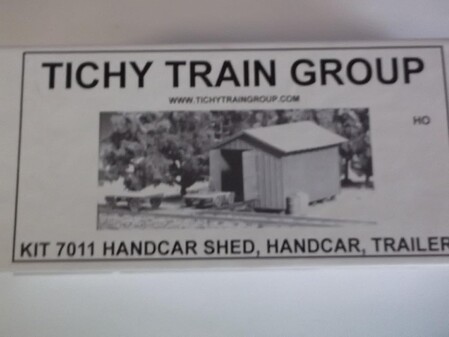 TICHY TRAIN GROUP
WWW.TICHYTRAINGROUP.COM
HO
KIT 7011 HANDCAR SHED, HANDCAR, TRAILER